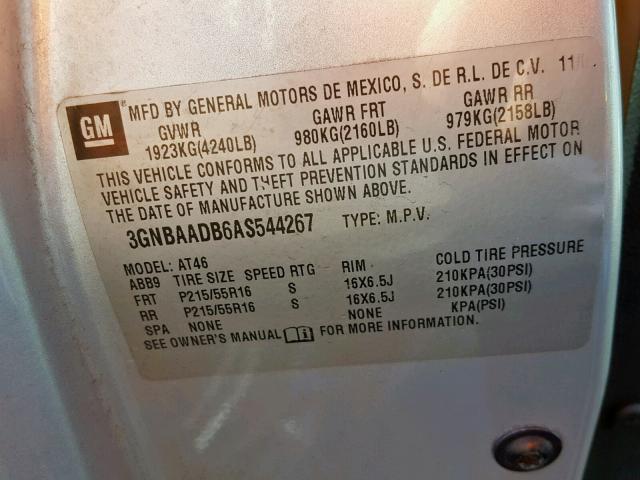 GM
MFD BY GENERAL MOTORS DE MEXICO, S. DE R.L. DE C.V. 11/
GVWR GAWR FRT GAWR RR
1923KG(4240LB) 980KG(2160LB) 979KG(2158LB)
THIS VEHICLE CONFORMS TO ALL APPLICABLE U.S. FEDERAL MOTOR
VEHICLE SAFETY AND THEFT PREVENTION STANDARDS IN EFFECT ON
THE DATE OF MANUFACTURE SHOWN ABOVE.
3GNBAADB6AS544267 TYPE: M.P.V.
MODEL: AT46
ABB9 TIRE SIZE SPEED RTG RIM COLD TIRE PRESSURE
FRT P215/55R16 S 16X6.5J 210KPA(30PSI)
RR P215/55R16 S 16X6.5J 210KPA(30PSI)
SPA NONE NONE KPA(PSI)
SEE OWNER'S MANUAL FOR MORE INFORMATION.